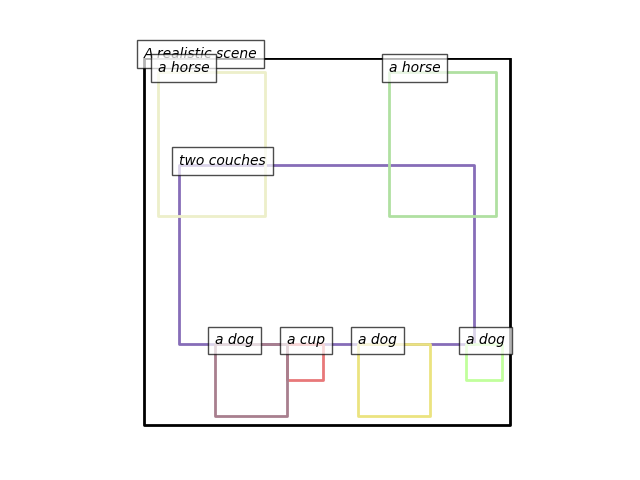 A realistic scene
a horse
a horse
two couches
a dog
a cup
a dog
a dog